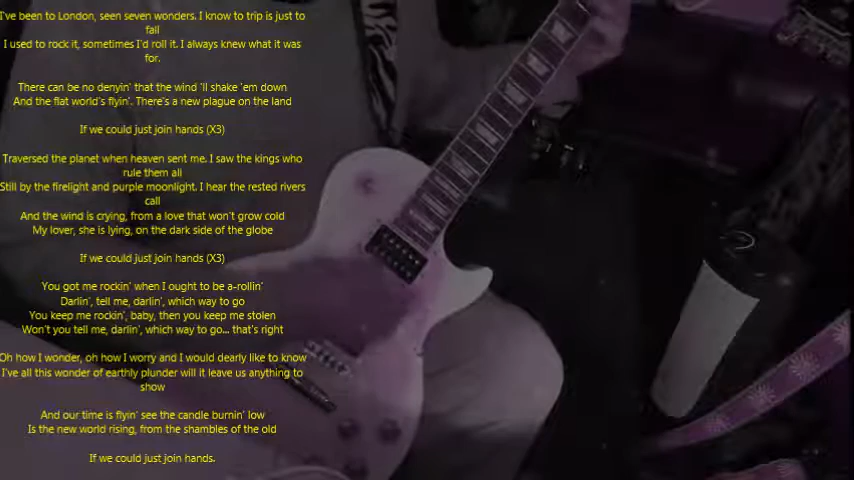 I've been to London, seen seven wonders. I know to trip is just to
fall
I used to rock it, sometimes I'd roll it. I always knew what it was
for.
There can be no denyin' that the wind 'll shake 'em down
And the flat world's flyin'. There's a new plague on the land
If we could just join hands (X3)
Traversed the planet when heaven sent me. I saw the kings who
rule them all
Still by the firelight and purple moonlight. I hear the rested rivers
call
And the wind is crying, from a love that won't grow cold
My lover, she is lying, on the dark side of the globe
If we could just join hands (X3)
You got me rockin' when I ought to be a-rollin'
Darlin', tell me, darlin', which way to go
You keep me rockin', baby, then you keep me stolen
Won't you tell me, darlin', which way to go... that's right
Oh how I wonder, oh how I worry and I would dearly like to know
I've all this wonder of earthly plunder will it leave us anything to
show
And our time is flyin' see the candle burnin' low
Is the new world rising, from the shambles of the old
If we could just join hands.